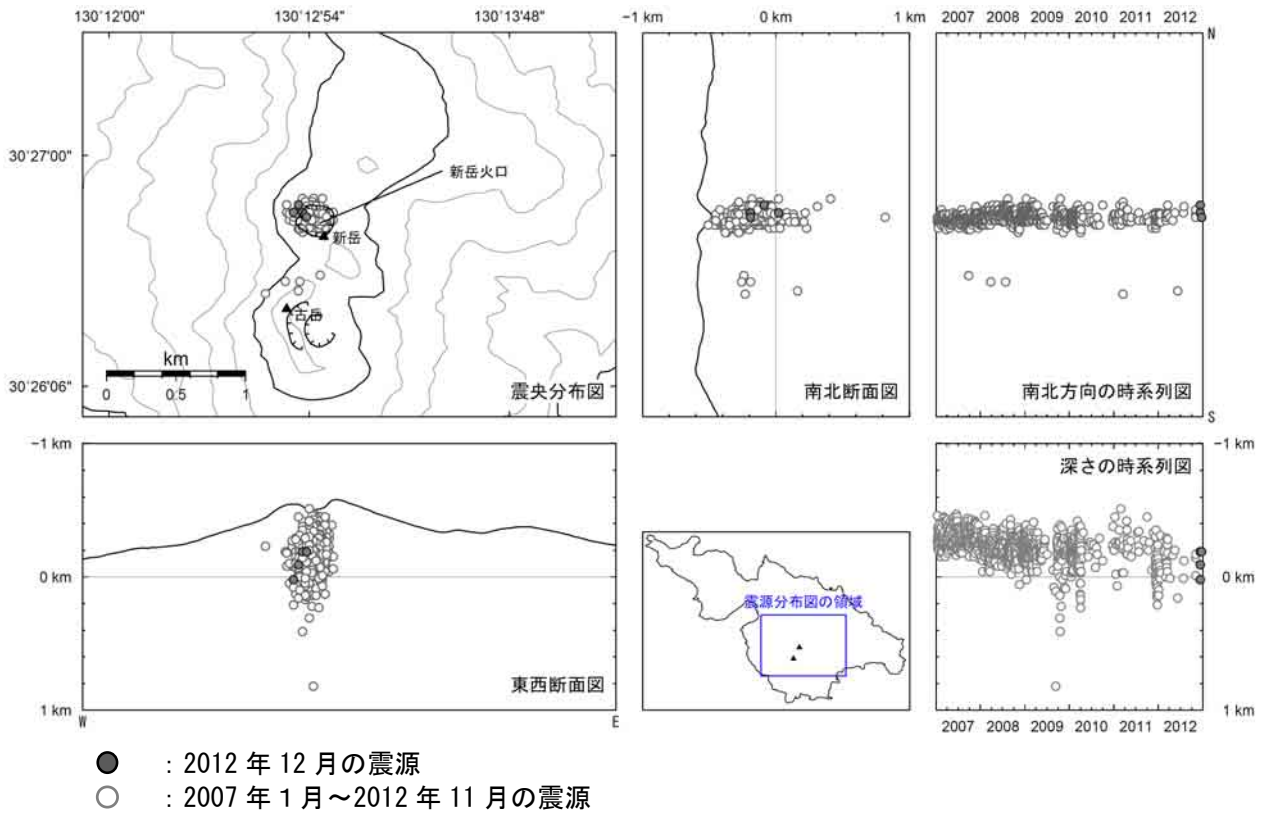 130°12'00" 130°12'54" 130°13'48"
−1 km 0 km 1 km
2007 2008 2009 2010 2011 2012
N
30°27'00"
新岳火口
新岳
古岳
km
0 0.5 1
30°26'06"
震央分布図
南北断面図
南北方向の時系列図
S
−1 km
0 km
1 km
W
E
東西断面図
震源分布図の領域
深さの時系列図
−1 km
0 km
1 km
2007 2008 2009 2010 2011 2012
：2012 年 12 月の震源
：2007 年 1 月～2012 年 11 月の震源